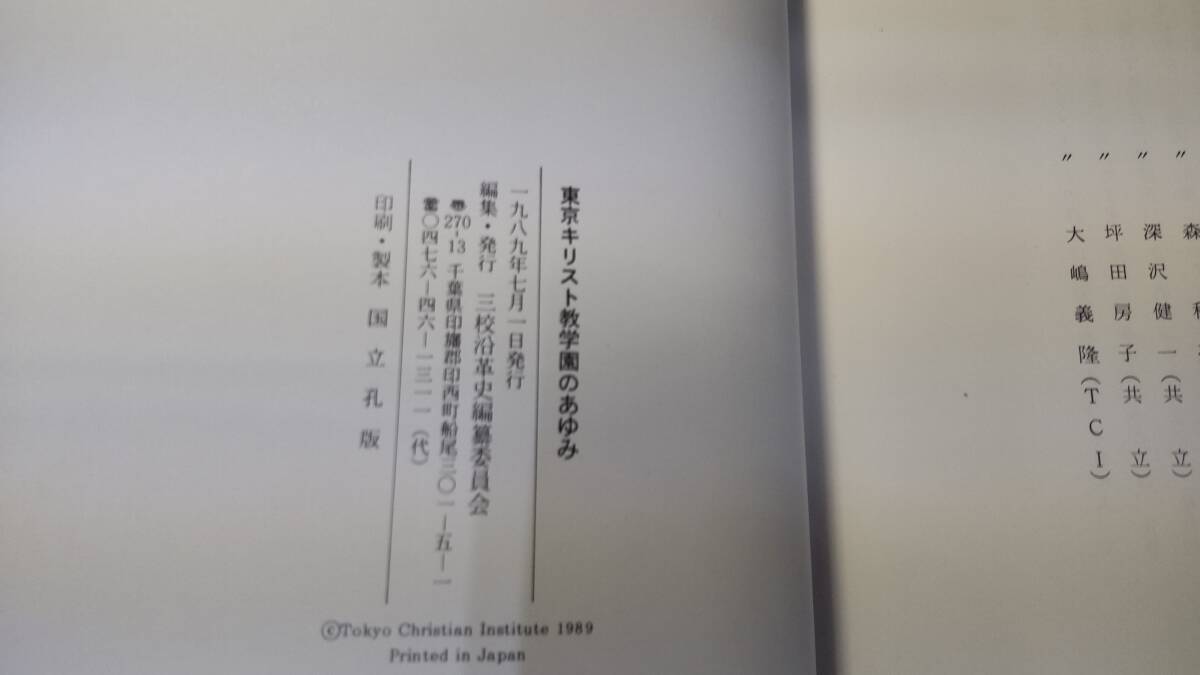 〃
森
〃 深沢健一(共立)
〃 坪田房子(共立)
〃 大嶋義隆(TCI)
東京キリスト教学園のあゆみ
一九八九年七月一日発行
編集・発行 三校沿革史編纂委員会
〠270-13 千葉県印旛郡印西町船尾三〇一―五―一
☎〇四七六―四六―一三一一(代)
印刷・製本 国立孔版
©Tokyo Christian Institute 1989
Printed in Japan